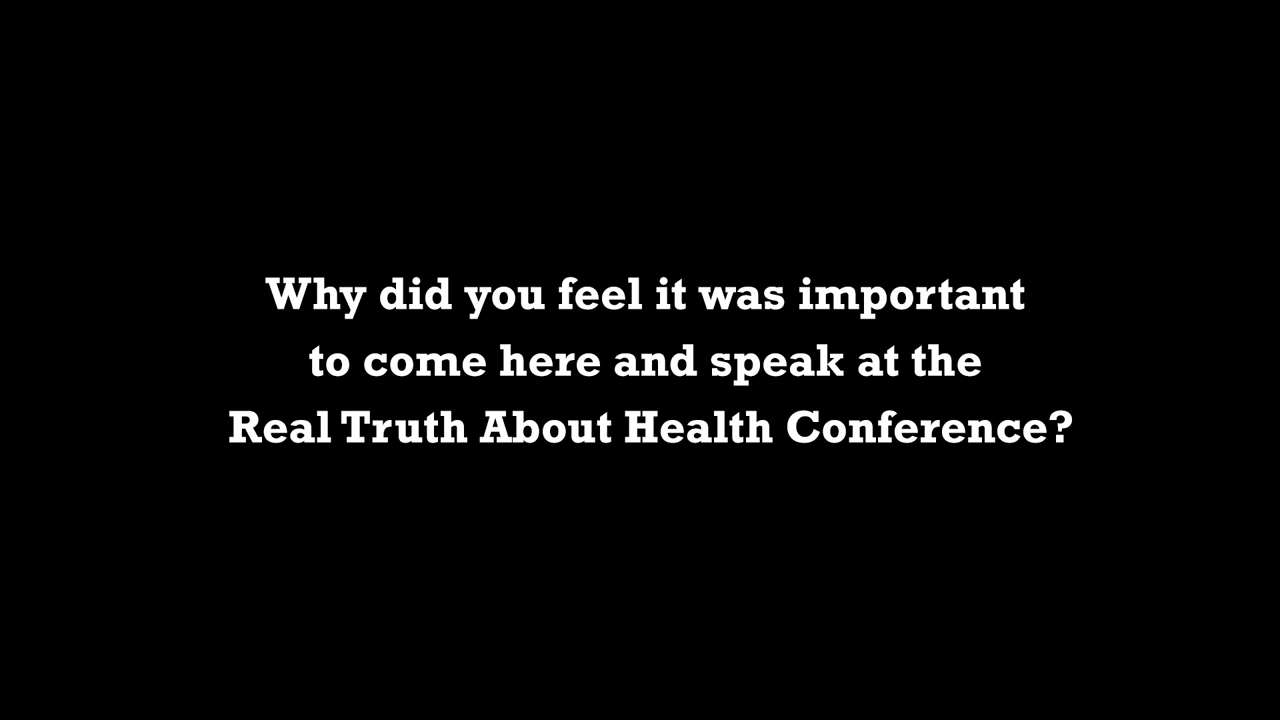 Why did you feel it was important
to come here and speak at the
Real Truth About Health Conference?